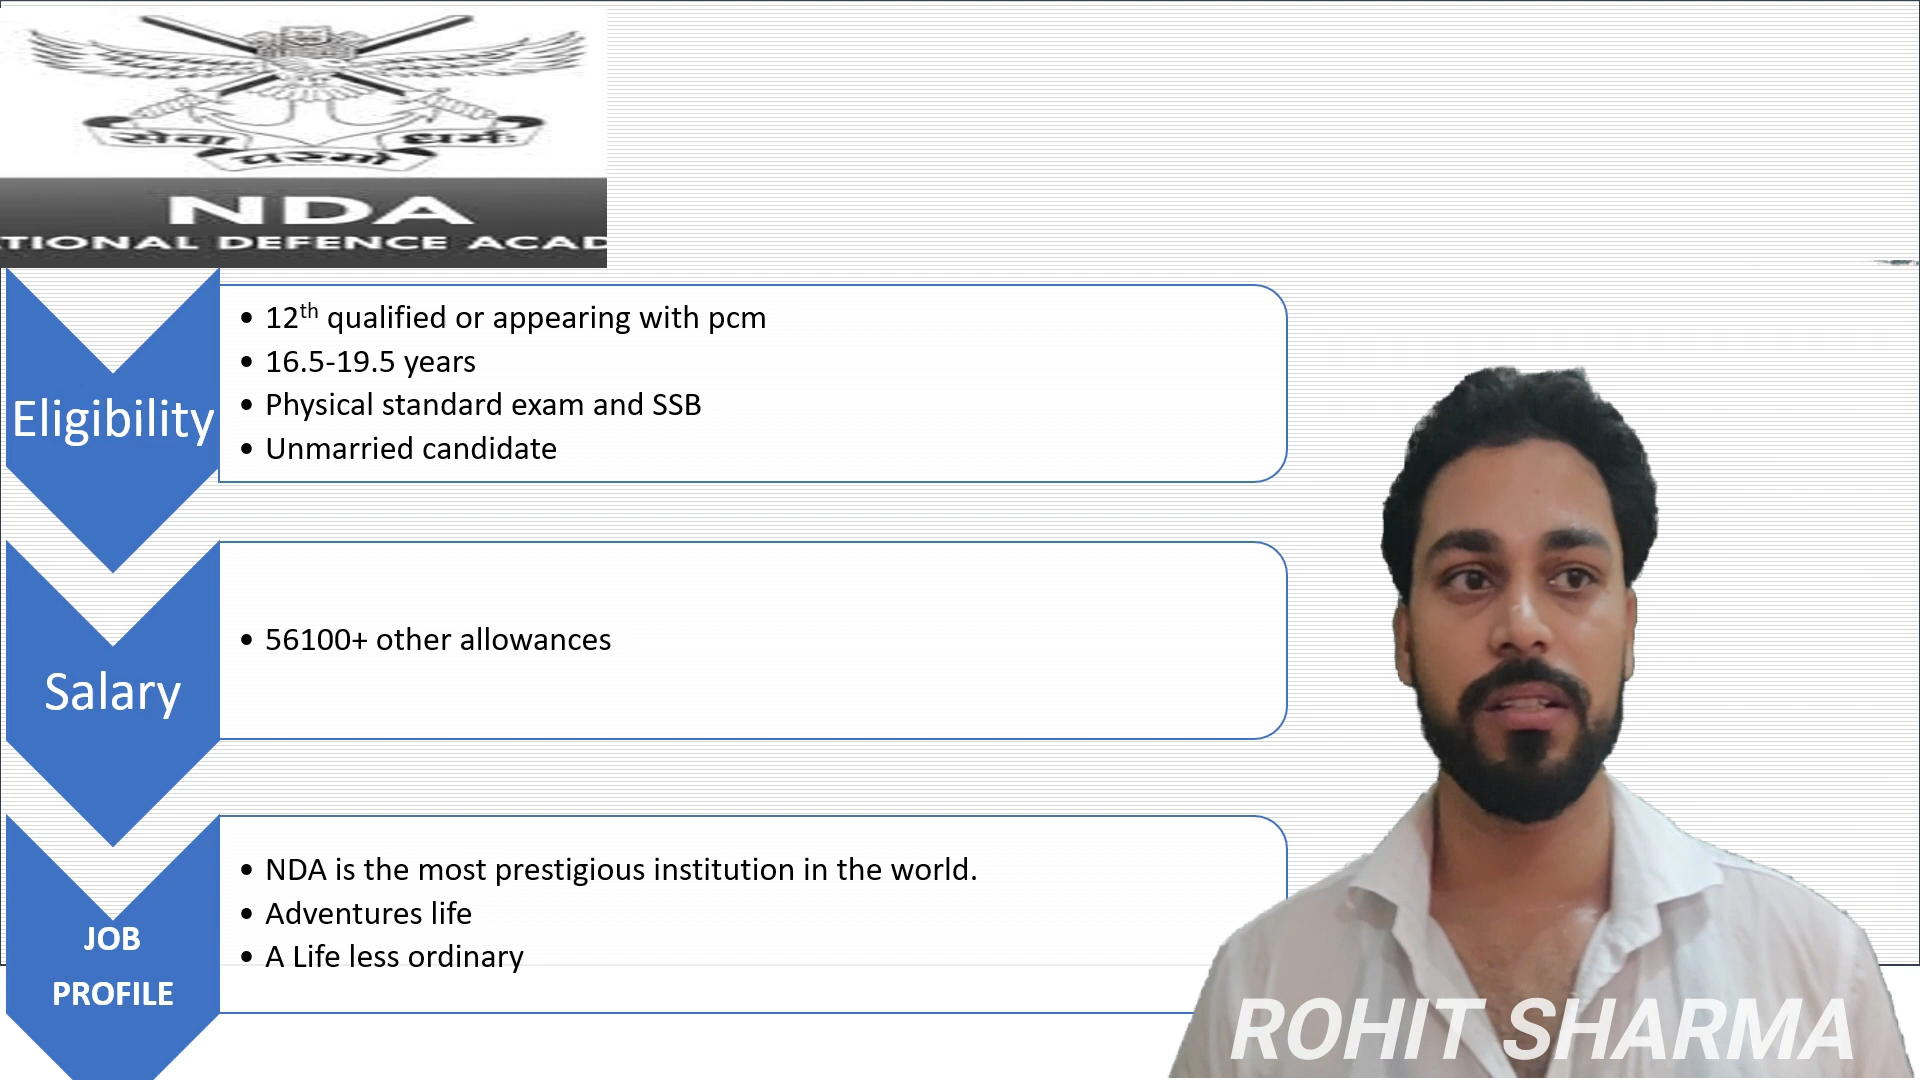 सेवा परमो धर्मः
NDA
TIONAL DEFENCE ACAD
Eligibility
• 12th qualified or appearing with pcm
• 16.5-19.5 years
• Physical standard exam and SSB
• Unmarried candidate
Salary
• 56100+ other allowances
JOB
PROFILE
• NDA is the most prestigious institution in the world.
• Adventures life
• A Life less ordinary
ROHIT SHARMA